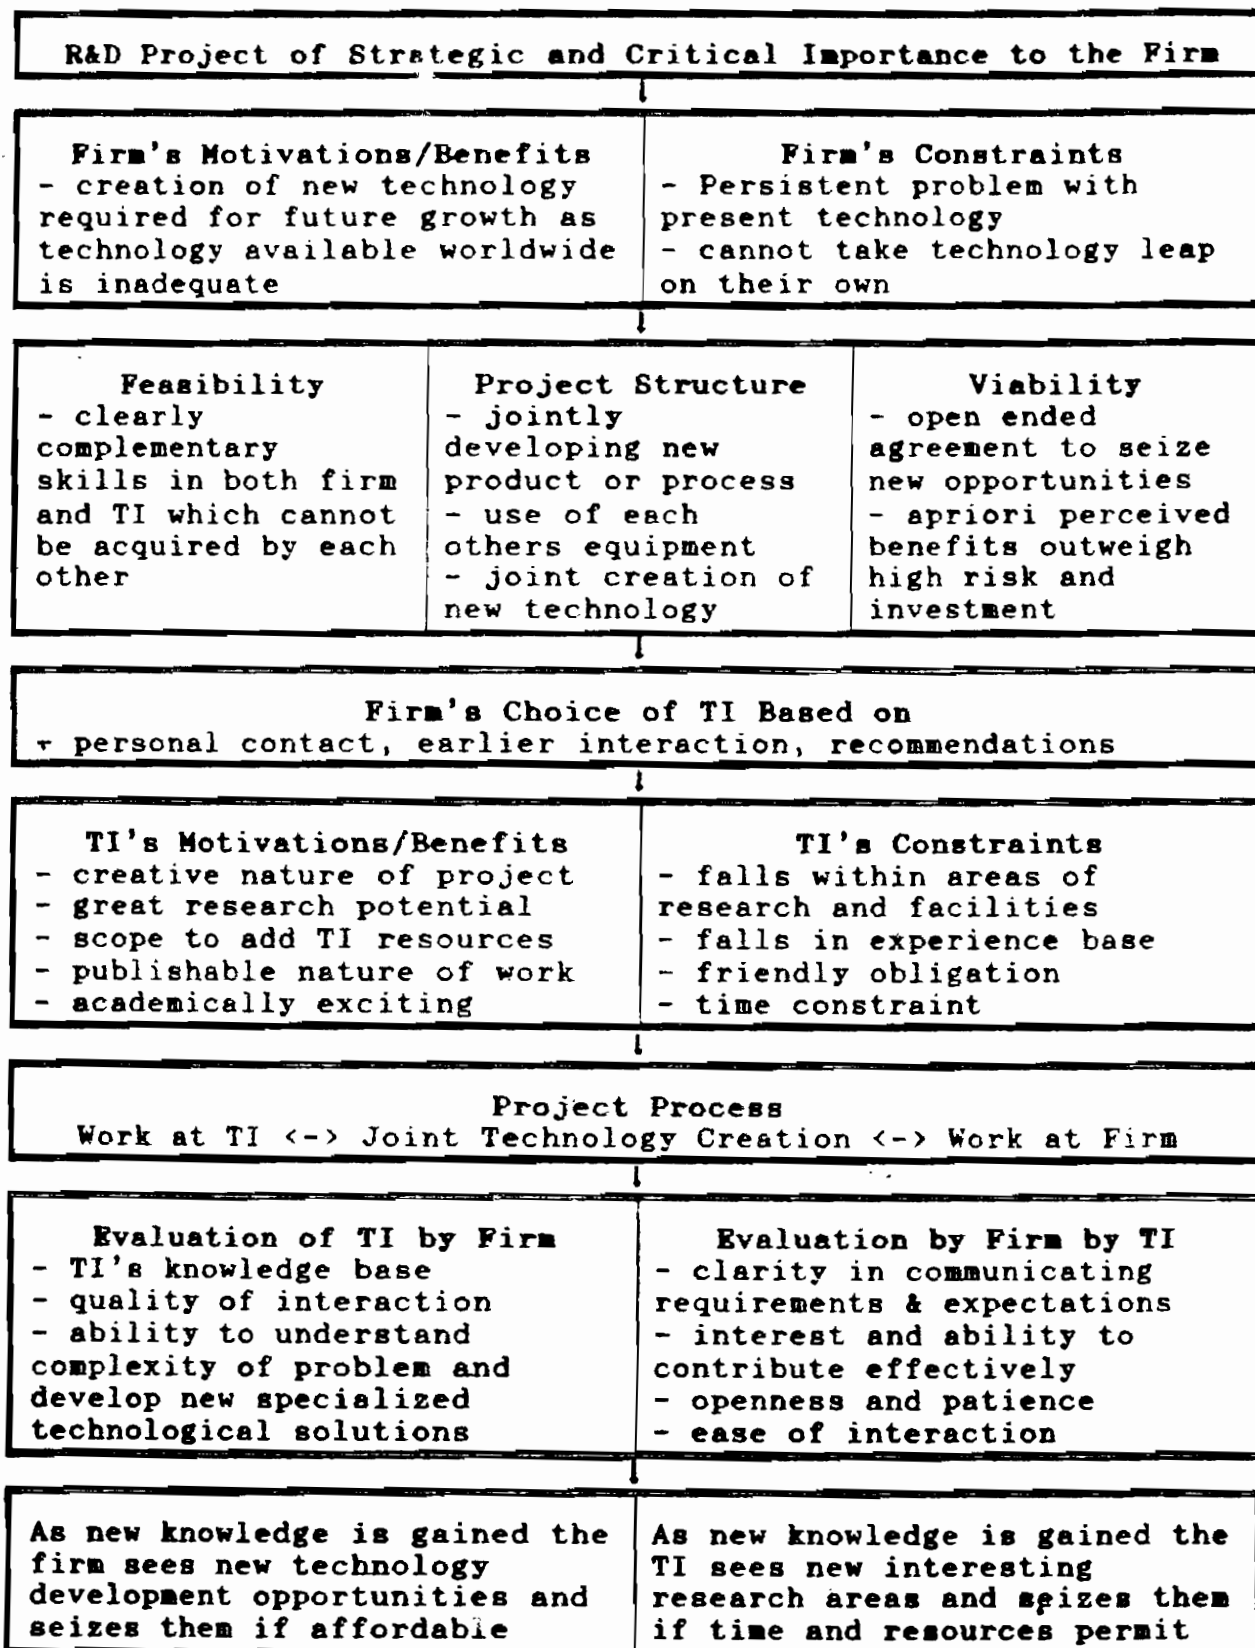 R&D Project of Strategic and Critical Importance to the Firm
Firm's Motivations/Benefits
- creation of new technology
required for future growth as
technology available worldwide
is inadequate
Firm's Constraints
- Persistent problem with
present technology
- cannot take technology leap
on their own
Feasibility
- clearly
complementary
skills in both firm
and TI which cannot
be acquired by each
other
Project Structure
- jointly
developing new
product or process
- use of each
others equipment
- joint creation of
new technology
Viability
- open ended
agreement to seize
new opportunities
- apriori perceived
benefits outweigh
high risk and
investment
Firm's Choice of TI Based on
- personal contact, earlier interaction, recommendations
TI's Motivations/Benefits
- creative nature of project
- great research potential
- scope to add TI resources
- publishable nature of work
- academically exciting
TI's Constraints
- falls within areas of
research and facilities
- falls in experience base
- friendly obligation
- time constraint
Project Process
Work at TI <-> Joint Technology Creation <-> Work at Firm
Evaluation of TI by Firm
- TI's knowledge base
- quality of interaction
- ability to understand
complexity of problem and
develop new specialized
technological solutions
Evaluation by Firm by TI
- clarity in communicating
requirements & expectations
- interest and ability to
contribute effectively
- openness and patience
- ease of interaction
As new knowledge is gained the
firm sees new technology
development opportunities and
seizes them if affordable
As new knowledge is gained the
TI sees new interesting
research areas and seizes them
if time and resources permit